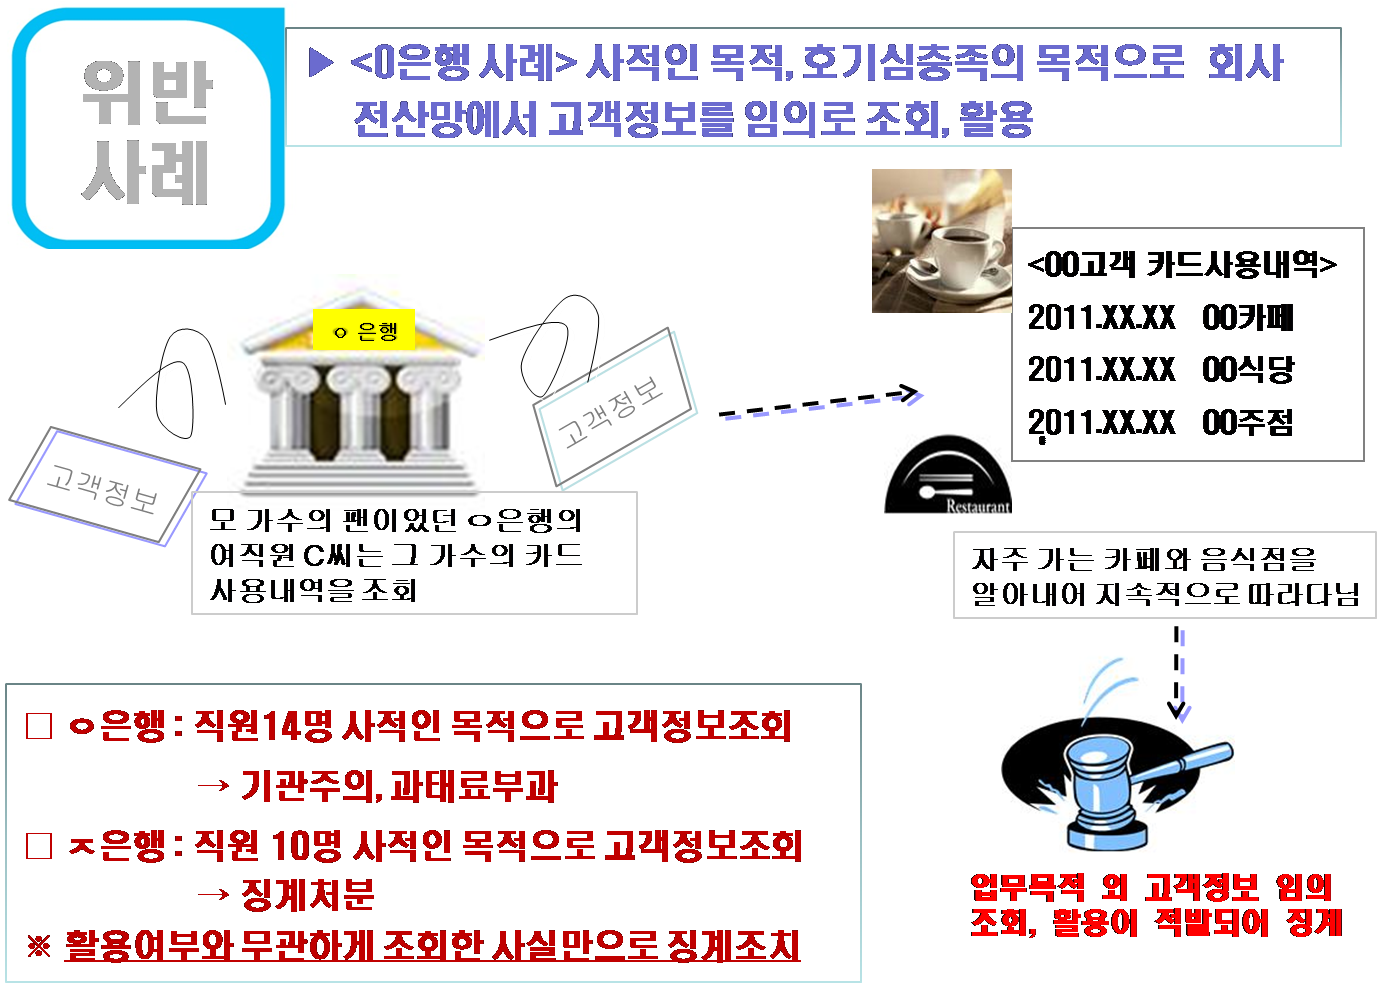 위반
사례
▶ <O은행 사례> 사적인 목적, 호기심충족의 목적으로 회사
전산망에서 고객정보를 임의로 조회, 활용
ㅇ 은행
고객정보
고객정보
모 가수의 팬이었던 ㅇ은행의
여직원 C씨는 그 가수의 카드
사용내역을 조회
<00고객 카드사용내역>
2011.XX.XX 00카페
2011.XX.XX 00식당
2011.XX.XX 00주점
Restaurant
자주 가는 카페와 음식점을
알아내어 지속적으로 따라다님
□ ㅇ은행 : 직원14명 사적인 목적으로 고객정보조회
→ 기관주의, 과태료부과
□ ㅈ은행 : 직원 10명 사적인 목적으로 고객정보조회
→ 징계처분
※ 활용여부와 무관하게 조회한 사실만으로 징계조치
업무목적 외 고객정보 임의
조회, 활용이 적발되어 징계